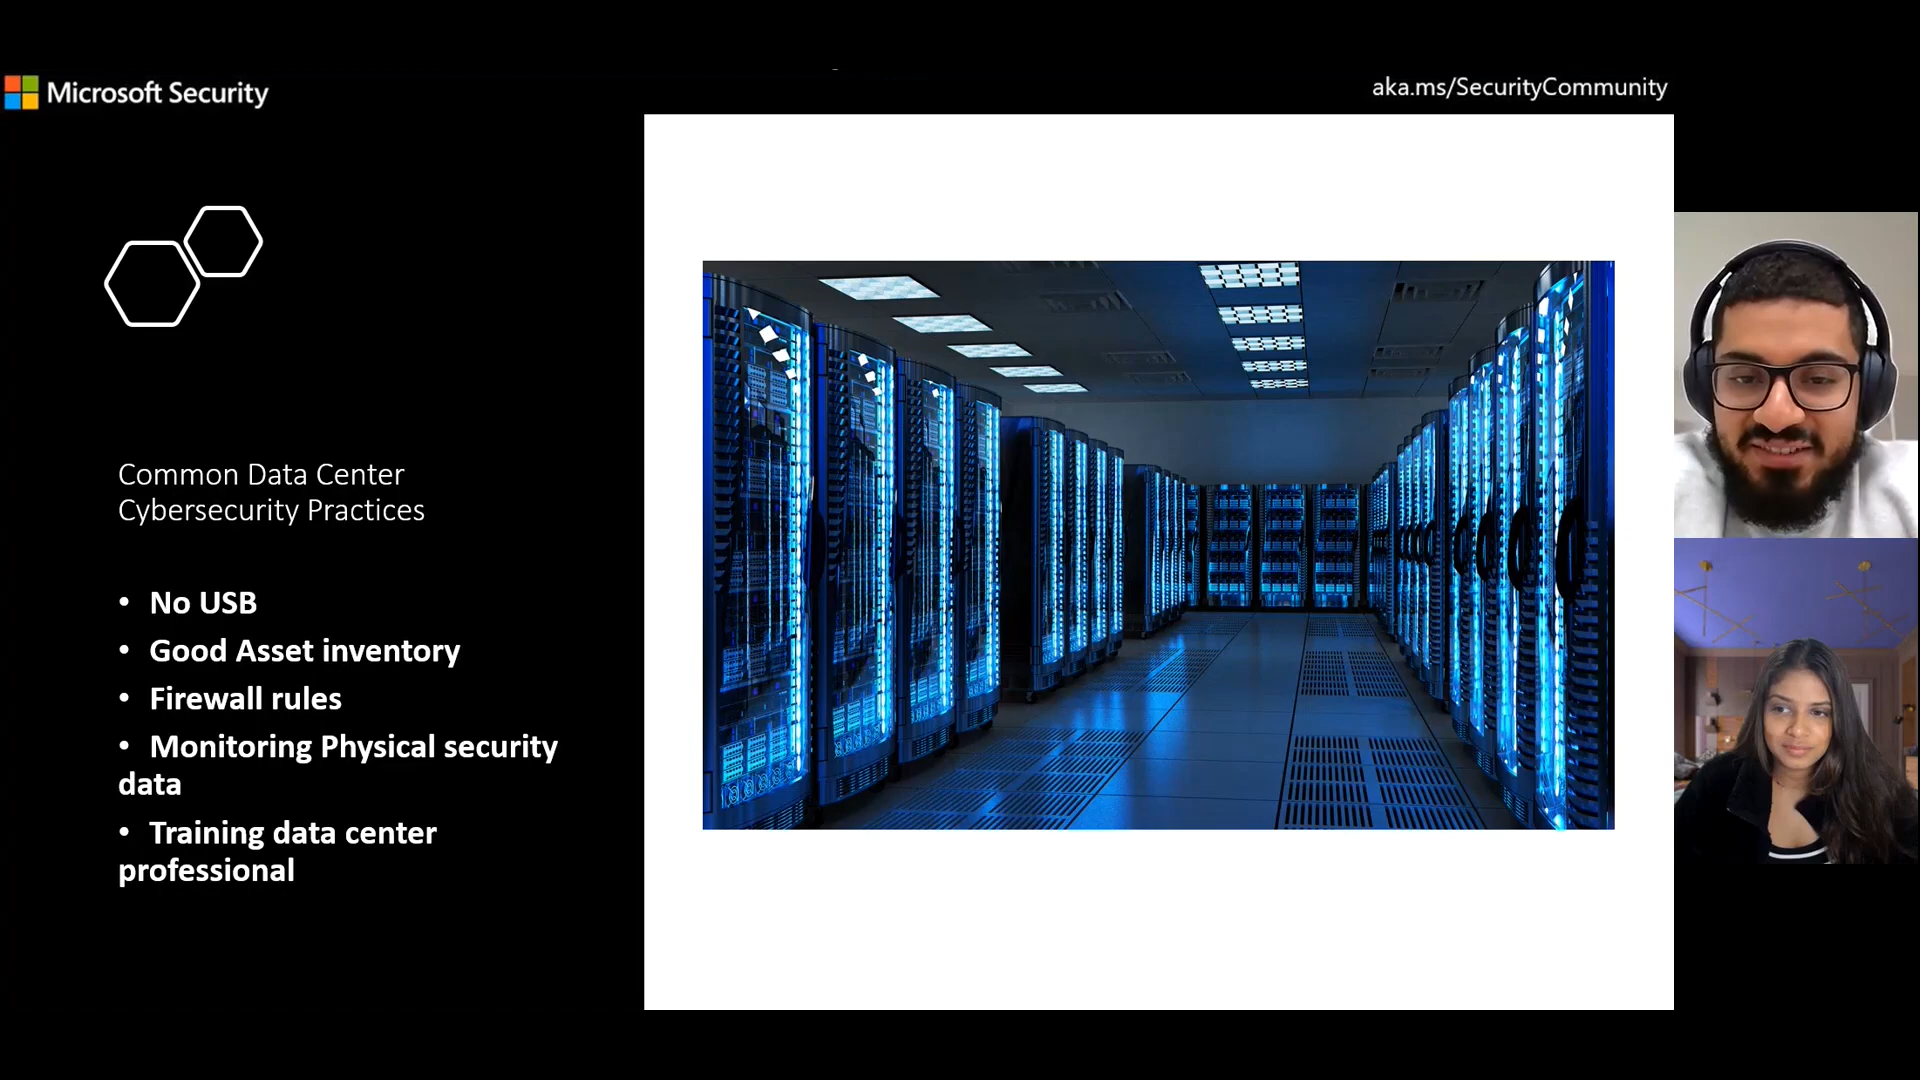 Microsoft Security
aka.ms/SecurityCommunity
Common Data Center
Cybersecurity Practices
• No USB
• Good Asset inventory
• Firewall rules
• Monitoring Physical security
data
• Training data center
professional